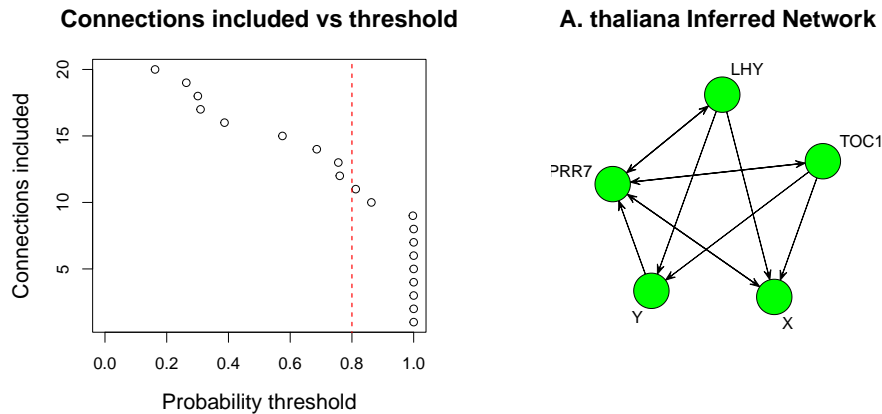 Connections included vs threshold
Connections included
20
15
10
5
0.0 0.2 0.4 0.6 0.8 1.0
Probability threshold
A. thaliana Inferred Network
LHY
TOC1
PRR7
Y
X